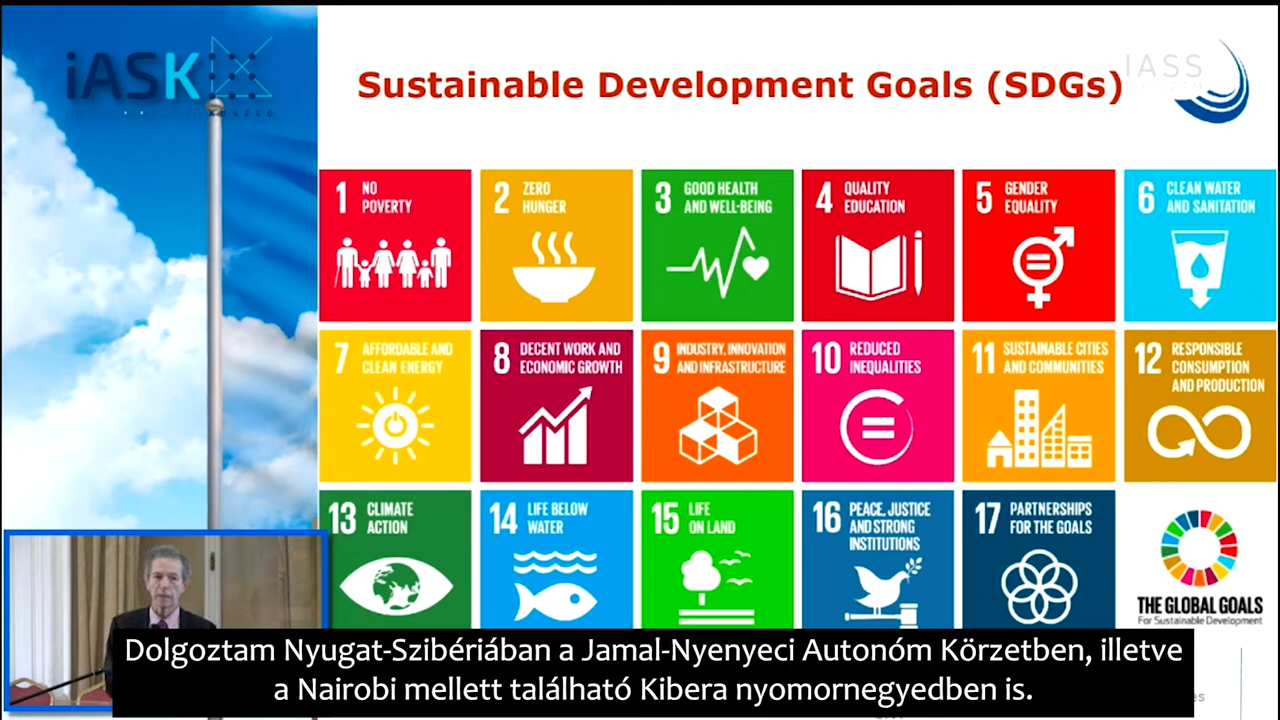 iASK
KŐSZEG
Sustainable Development Goals (SDGs)
IASS
POTSDAM
1 NO
POVERTY
2 ZERO
HUNGER
3 GOOD HEALTH
AND WELL-BEING
4 QUALITY
EDUCATION
5 GENDER
EQUALITY
6 CLEAN WATER
AND SANITATION
7 AFFORDABLE AND
CLEAN ENERGY
8 DECENT WORK AND
ECONOMIC GROWTH
9 INDUSTRY, INNOVATION
AND INFRASTRUCTURE
10 REDUCED
INEQUALITIES
11 SUSTAINABLE CITIES
AND COMMUNITIES
12 RESPONSIBLE
CONSUMPTION
AND PRODUCTION
13 CLIMATE
ACTION
14 LIFE BELOW
WATER
15 LIFE
ON LAND
16 PEACE, JUSTICE
AND STRONG
INSTITUTIONS
17 PARTNERSHIPS
FOR THE GOALS
THE GLOBAL GOALS
For Sustainable Development
Dolgoztam Nyugat-Szibériában a Jamal-Nyenyeci Autonóm Körzetben, illetve
a Nairobi mellett található Kibera nyomornegyedben is.